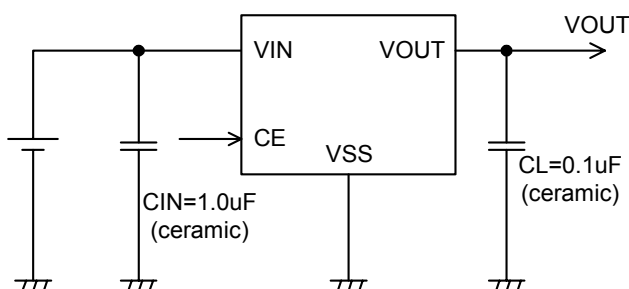 VOUT
VIN
VOUT
CE
VSS
CIN=1.0uF
(ceramic)
CL=0.1uF
(ceramic)